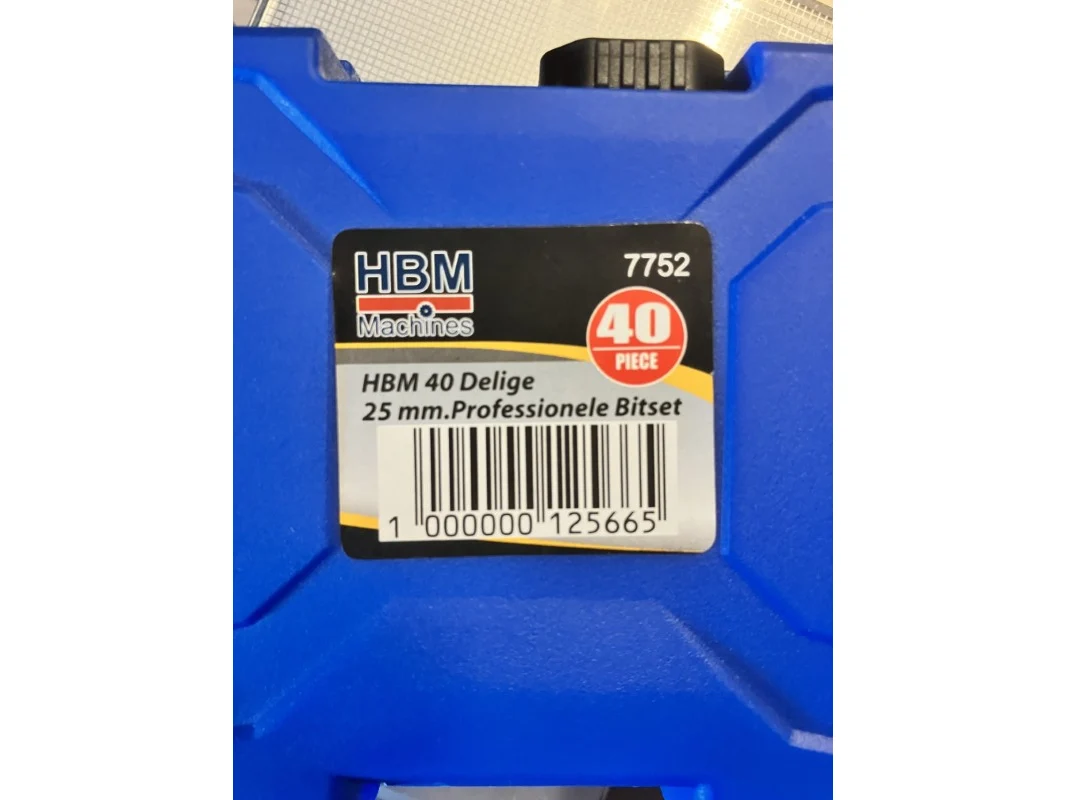 HBM
Machines
7752
40
PIECE
HBM 40 Delige
25 mm.Professionele Bitset
1 000000 125665